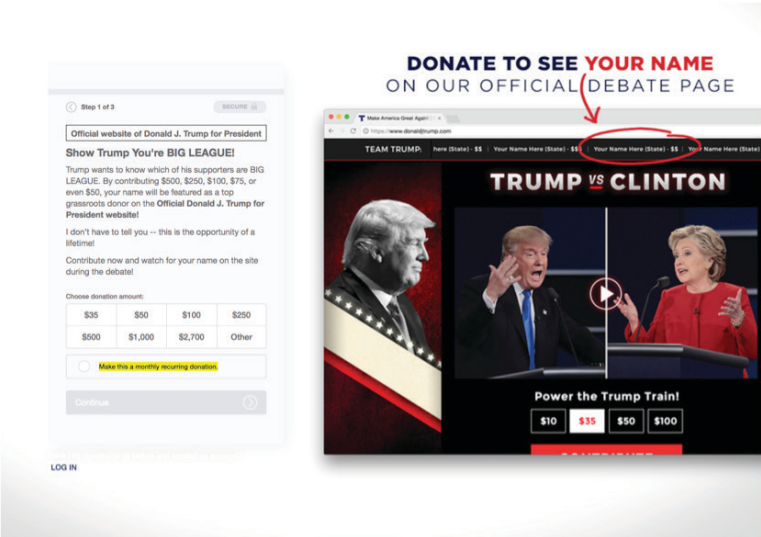 Step 1 of 3
SECURE
Official website of Donald J. Trump for President
Show Trump You're BIG LEAGUE!
Trump wants to know which of his supporters are BIG
LEAGUE. By contributing $500, $250, $100, $75, or
even $50, your name will be featured as a top
grassroots donor on the Official Donald J. Trump for
President website!
I don't have to tell you -- this is the opportunity of a
lifetime!
Contribute now and watch for your name on the site
during the debate!
Choose donation amount:
$35 $50 $100 $250
$500 $1,000 $2,700 Other
Make this a monthly recurring donation.
Continue
LOG IN
DONATE TO SEE YOUR NAME
ON OUR OFFICIAL DEBATE PAGE
Make America Great Again
https://www.donaldjtrump.com
TEAM TRUMP: here (State) - $$ | Your Name Here (State) - $$ | Your Name Here (State) - $$ | Your Name Here (State)
TRUMP VS CLINTON
Power the Trump Train!
$10 $35 $50 $100